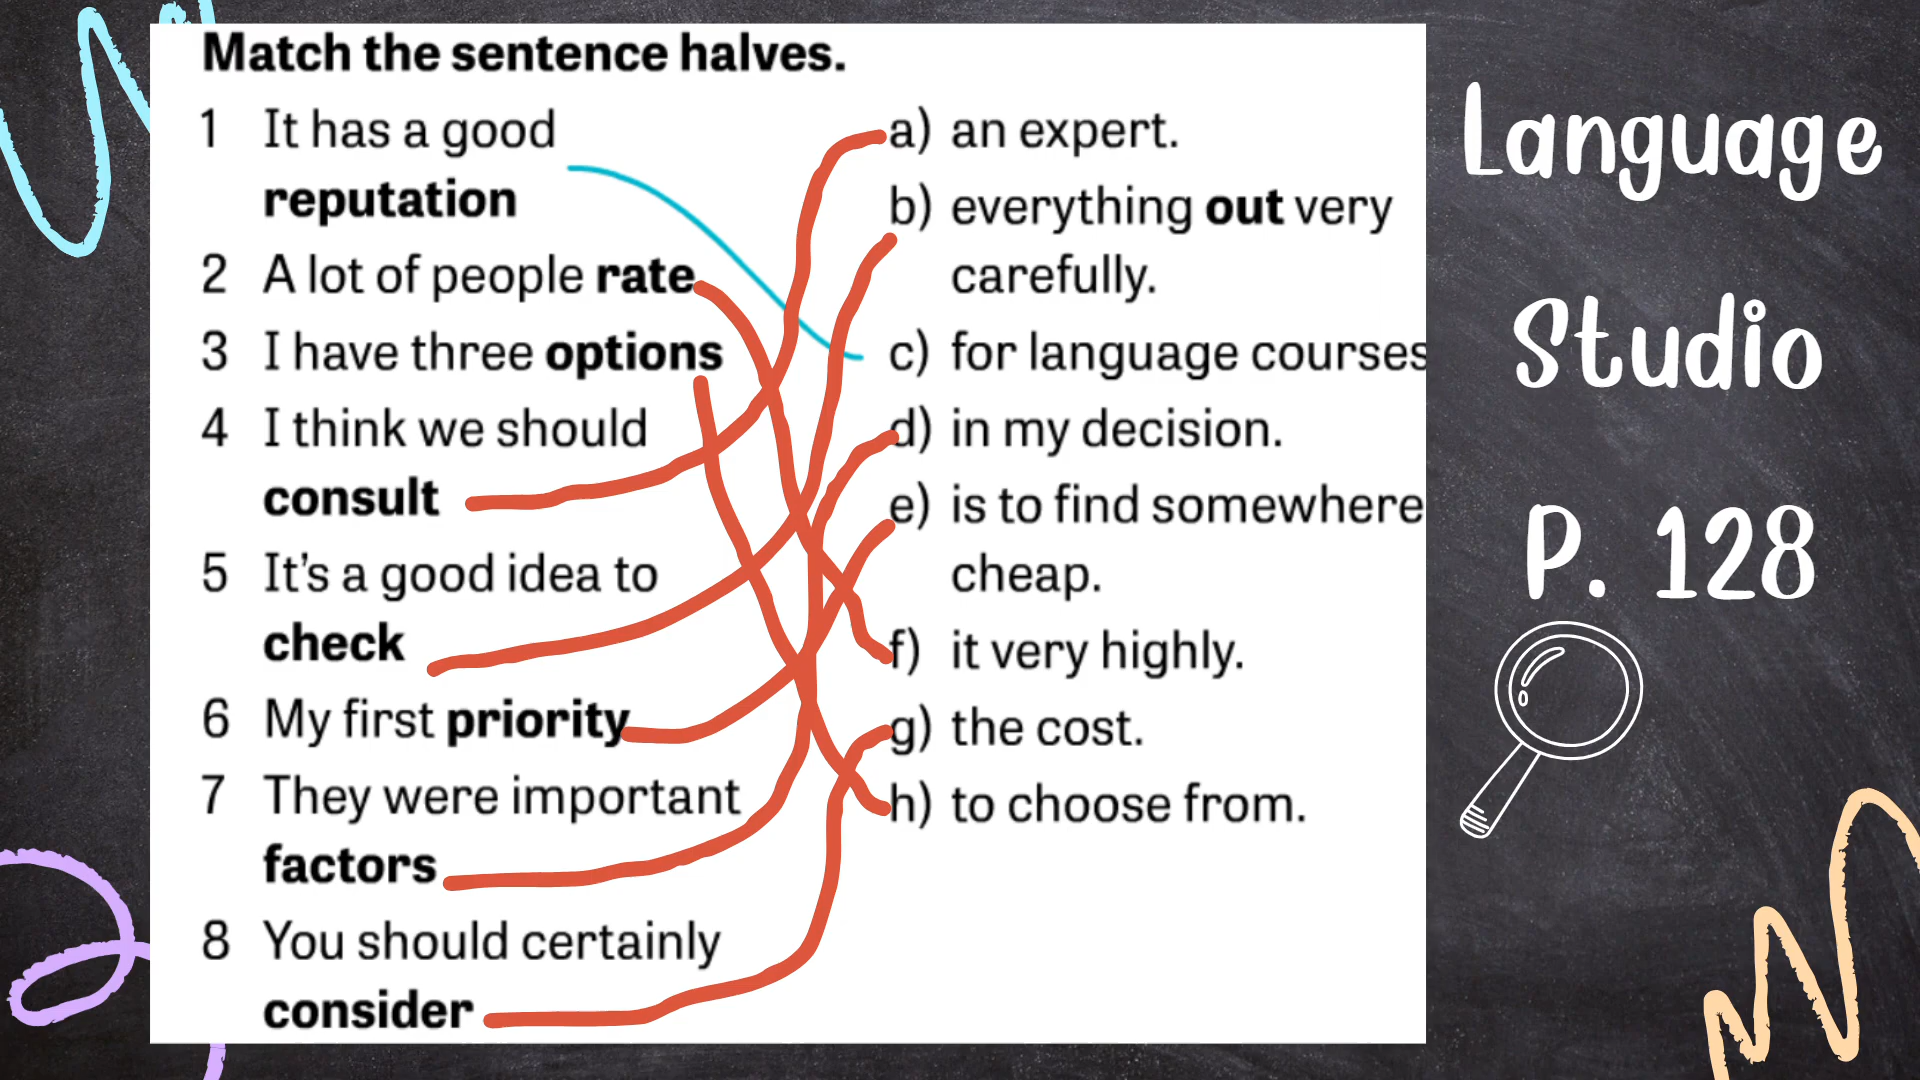 Match the sentence halves.
1 It has a good
reputation
2 A lot of people rate
3 I have three options
4 I think we should
consult
5 It's a good idea to
check
6 My first priority
7 They were important
factors
8 You should certainly
consider
a) an expert.
b) everything out very
carefully.
c) for language courses
d) in my decision.
e) is to find somewhere
cheap.
f) it very highly.
g) the cost.
h) to choose from.
Language
Studio
P. 128